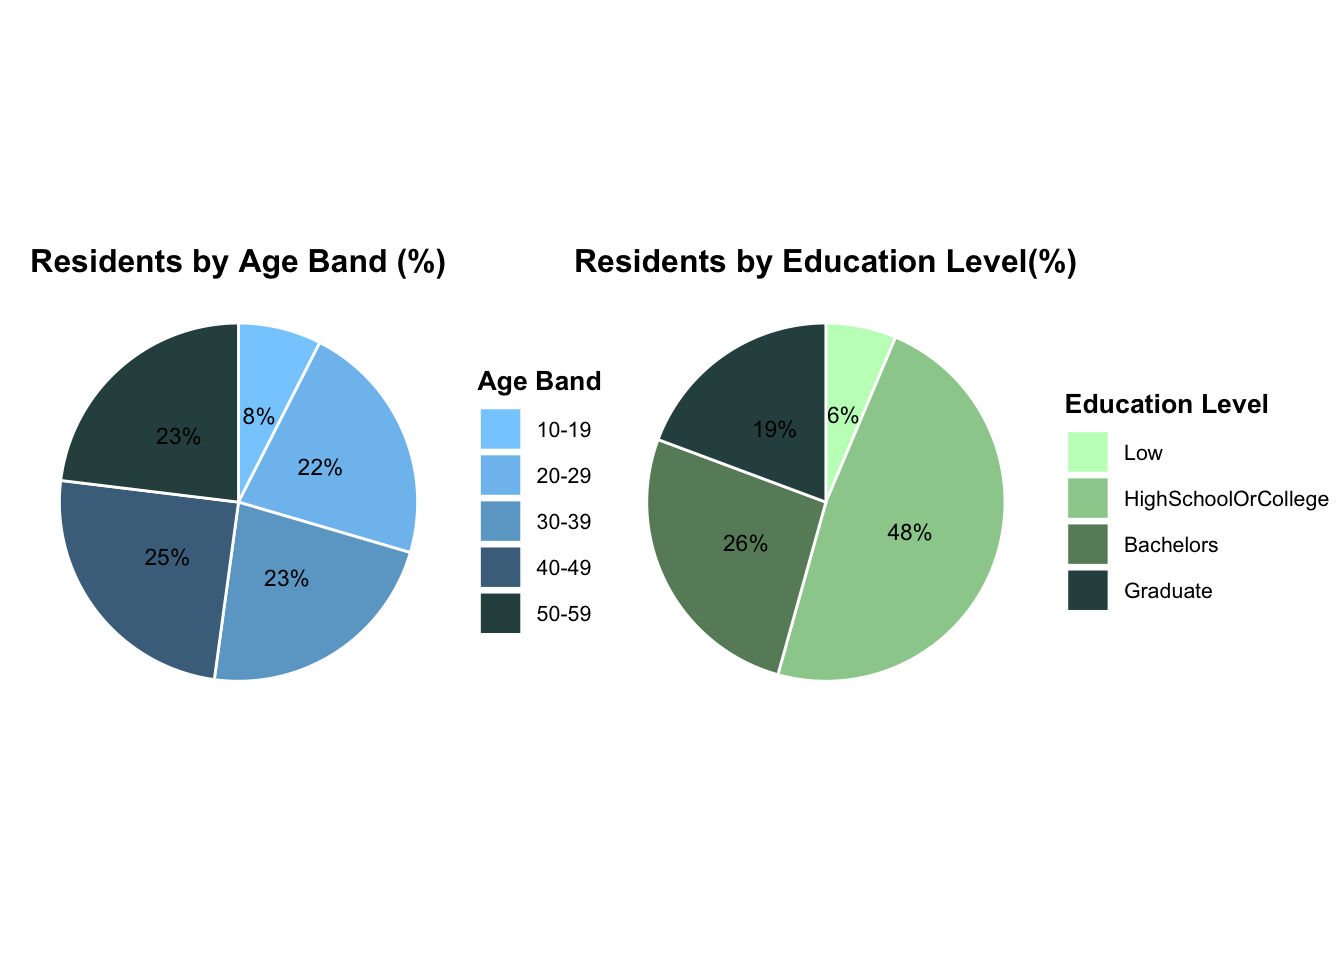 Residents by Age Band (%)
8%
22%
23%
25%
23%
Age Band
10-19
20-29
30-39
40-49
50-59
Residents by Education Level(%)
6%
48%
26%
19%
Education Level
Low
HighSchoolOrCollege
Bachelors
Graduate